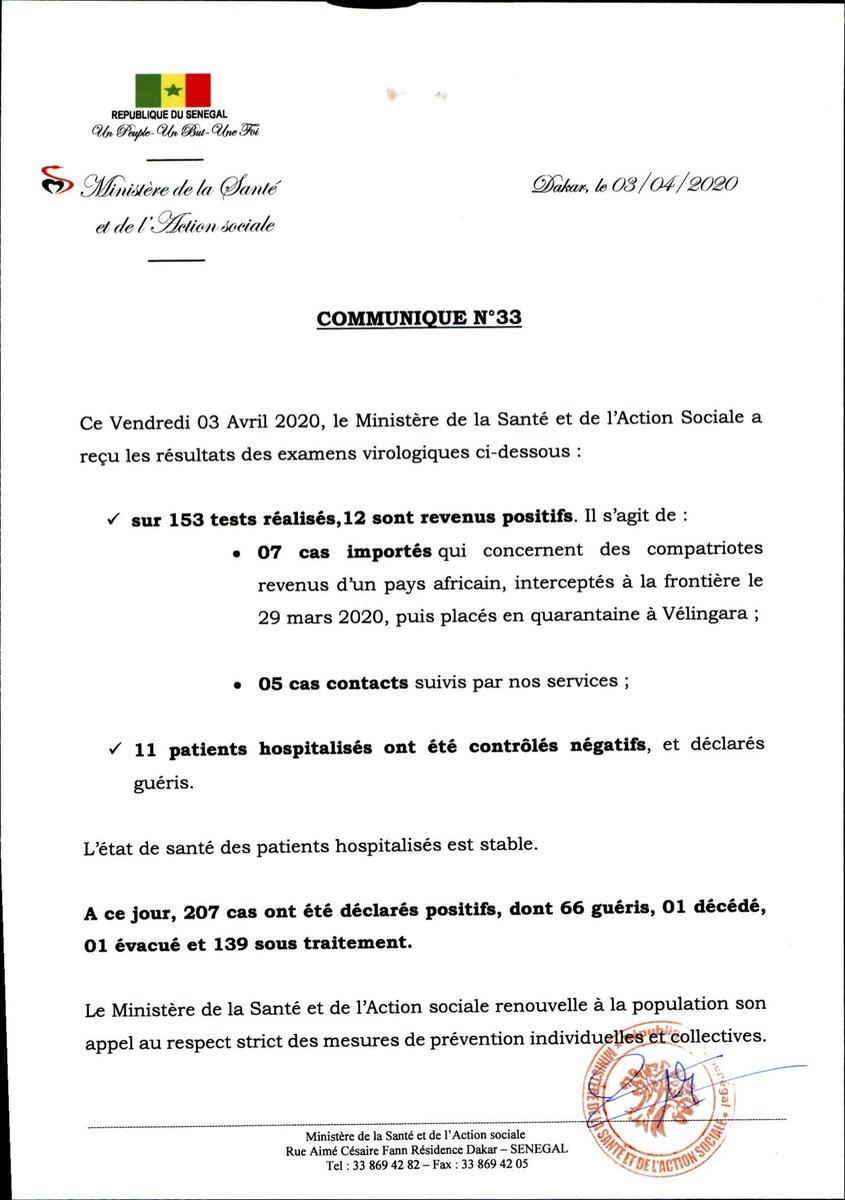 REPUBLIQUE DU SENEGAL
Un Peuple-Un But-Une Foi
Ministère de la Santé
et de l'Action sociale
Dakar, le 03/04/2020
COMMUNIQUE N°33
Ce Vendredi 03 Avril 2020, le Ministère de la Santé et de l'Action Sociale a
reçu les résultats des examens virologiques ci-dessous :
✓ sur 153 tests réalisés,12 sont revenus positifs. Il s'agit de :
• 07 cas importés qui concernent des compatriotes
revenus d'un pays africain, interceptés à la frontière le
29 mars 2020, puis placés en quarantaine à Vélingara ;
• 05 cas contacts suivis par nos services ;
✓ 11 patients hospitalisés ont été contrôlés négatifs, et déclarés
guéris.
L'état de santé des patients hospitalisés est stable.
A ce jour, 207 cas ont été déclarés positifs, dont 66 guéris, 01 décédé,
01 évacué et 139 sous traitement.
Le Ministère de la Santé et de l'Action sociale renouvelle à la population son
appel au respect strict des mesures de prévention individuelles et collectives.
MINISTERE DE LA SANTÉ ET DE L'ACTION SOCIALE
Ministère de la Santé et de l'Action sociale
Rue Aimé Césaire Fann Résidence Dakar – SENEGAL
Tel : 33 869 42 82 – Fax : 33 869 42 05